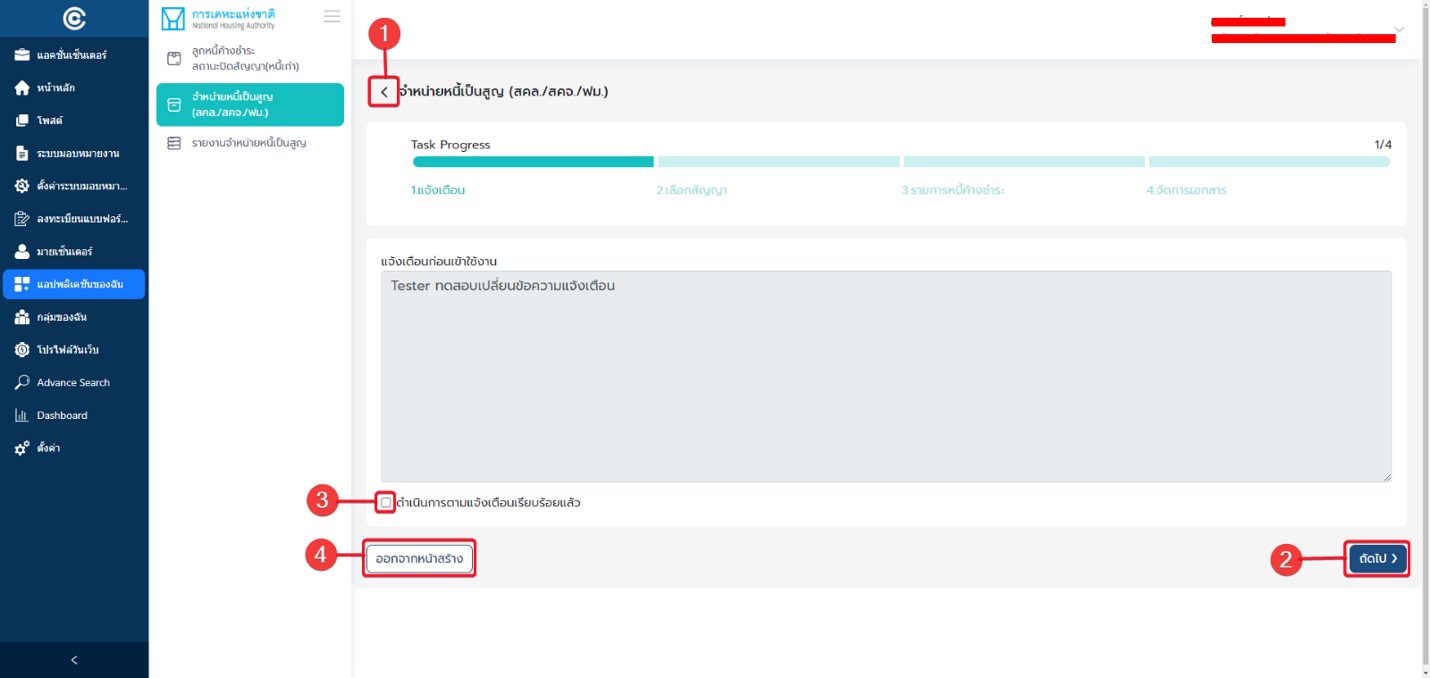 แอคชั่นเซ็นเตอร์
หน้าหลัก
โพสต์
ระบบมอบหมายงาน
ตั้งค่าระบบมอบหมา...
ลงทะเบียนแบบฟอร์...
มายเซ็นเตอร์
แอปพลิเคชันของฉัน
กลุ่มของฉัน
โปรไฟล์วันเว็บ
Advance Search
Dashboard
ตั้งค่า
การเคหะแห่งชาติ
National Housing Authority
ลูกหนี้ค้างชำระ
สถานะปิดสัญญา(หนี้เก่า)
จำหน่ายหนี้เป็นสูญ
(สคล./สคจ./ฟม.)
รายงานจำหน่ายหนี้เป็นสูญ
1
จำหน่ายหนี้เป็นสูญ (สคล./สคจ./ฟม.)
Task Progress
1/4
1.แจ้งเตือน
2.เลือกสัญญา
3.รายการหนี้ค้างชำระ
4.จัดการเอกสาร
แจ้งเตือนก่อนเข้าใช้งาน
Tester ทดสอบเปลี่ยนข้อความแจ้งเตือน
3
ดำเนินการตามแจ้งเตือนเรียบร้อยแล้ว
4
ออกจากหน้าสร้าง
2
ถัดไป